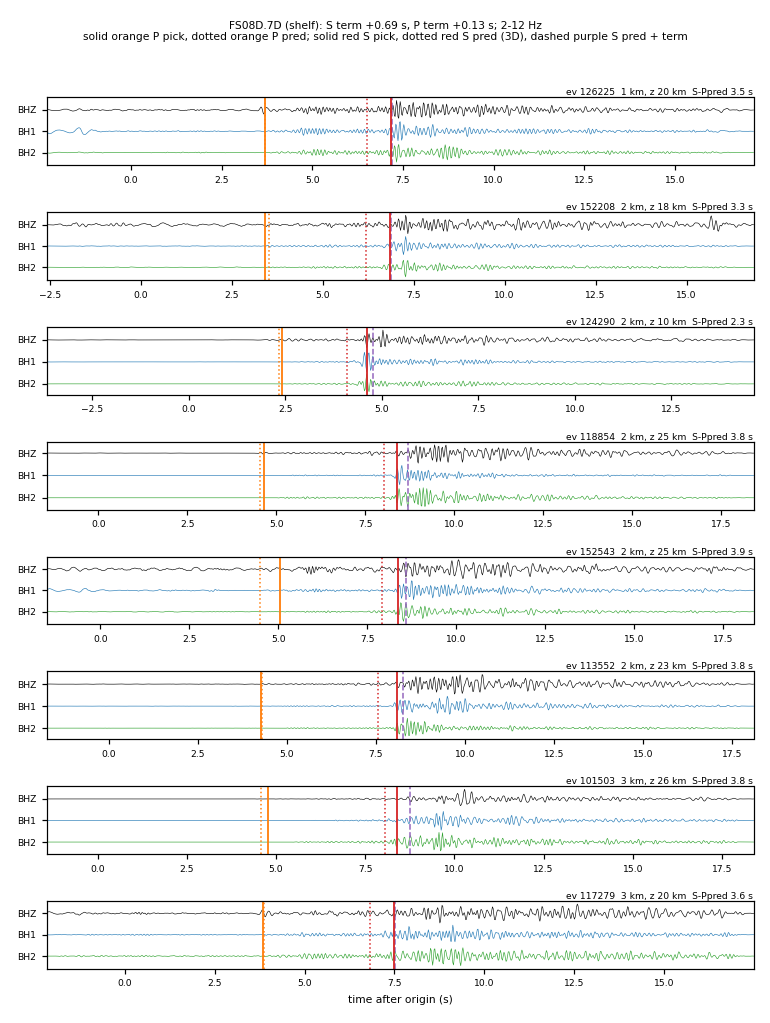 FS08D.7D (shelf): S term +0.69 s, P term +0.13 s; 2-12 Hz
solid orange P pick, dotted orange P pred; solid red S pick, dotted red S pred (3D), dashed purple S pred + term
ev 126225  1 km, z 20 km  S-Ppred 3.5 s
BHZ
BH1
BH2
0.0 2.5 5.0 7.5 10.0 12.5 15.0
ev 152208  2 km, z 18 km  S-Ppred 3.3 s
BHZ
BH1
BH2
−2.5 0.0 2.5 5.0 7.5 10.0 12.5 15.0
ev 124290  2 km, z 10 km  S-Ppred 2.3 s
BHZ
BH1
BH2
−2.5 0.0 2.5 5.0 7.5 10.0 12.5
ev 118854  2 km, z 25 km  S-Ppred 3.8 s
BHZ
BH1
BH2
0.0 2.5 5.0 7.5 10.0 12.5 15.0 17.5
ev 152543  2 km, z 25 km  S-Ppred 3.9 s
BHZ
BH1
BH2
0.0 2.5 5.0 7.5 10.0 12.5 15.0 17.5
ev 113552  2 km, z 23 km  S-Ppred 3.8 s
BHZ
BH1
BH2
0.0 2.5 5.0 7.5 10.0 12.5 15.0 17.5
ev 101503  3 km, z 26 km  S-Ppred 3.8 s
BHZ
BH1
BH2
0.0 2.5 5.0 7.5 10.0 12.5 15.0 17.5
ev 117279  3 km, z 20 km  S-Ppred 3.6 s
BHZ
BH1
BH2
0.0 2.5 5.0 7.5 10.0 12.5 15.0
time after origin (s)